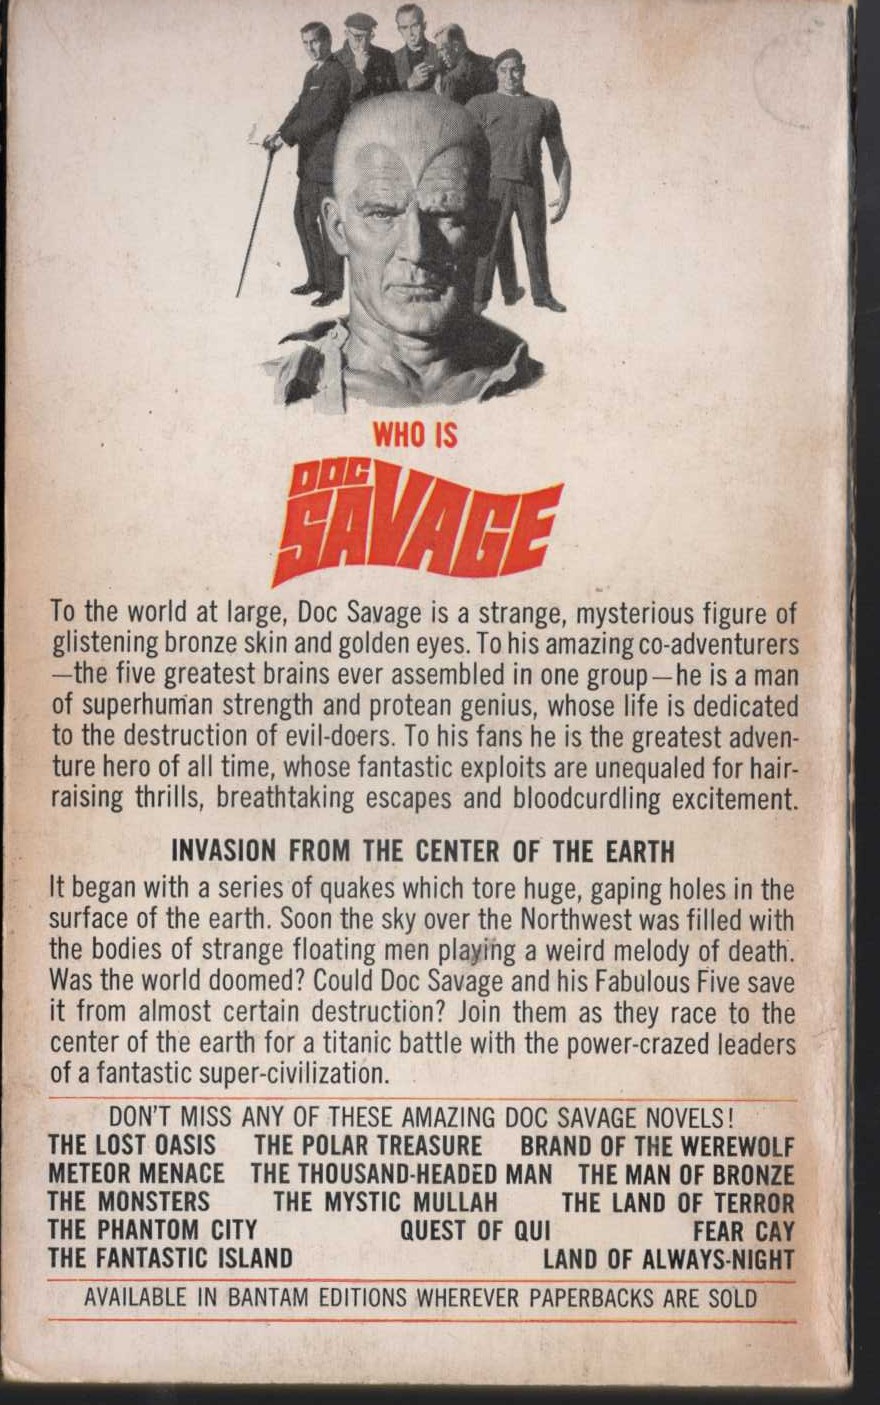 WHO IS
DOC
SAVAGE
To the world at large, Doc Savage is a strange, mysterious figure of
glistening bronze skin and golden eyes. To his amazing co-adventurers
—the five greatest brains ever assembled in one group—he is a man
of superhuman strength and protean genius, whose life is dedicated
to the destruction of evil-doers. To his fans he is the greatest adven-
ture hero of all time, whose fantastic exploits are unequaled for hair-
raising thrills, breathtaking escapes and bloodcurdling excitement.
INVASION FROM THE CENTER OF THE EARTH
It began with a series of quakes which tore huge, gaping holes in the
surface of the earth. Soon the sky over the Northwest was filled with
the bodies of strange floating men playing a weird melody of death.
Was the world doomed? Could Doc Savage and his Fabulous Five save
it from almost certain destruction? Join them as they race to the
center of the earth for a titanic battle with the power-crazed leaders
of a fantastic super-civilization.
DON'T MISS ANY OF THESE AMAZING DOC SAVAGE NOVELS!
THE LOST OASIS THE POLAR TREASURE BRAND OF THE WEREWOLF
METEOR MENACE THE THOUSAND-HEADED MAN THE MAN OF BRONZE
THE MONSTERS THE MYSTIC MULLAH THE LAND OF TERROR
THE PHANTOM CITY QUEST OF QUI FEAR CAY
THE FANTASTIC ISLAND LAND OF ALWAYS-NIGHT
AVAILABLE IN BANTAM EDITIONS WHEREVER PAPERBACKS ARE SOLD